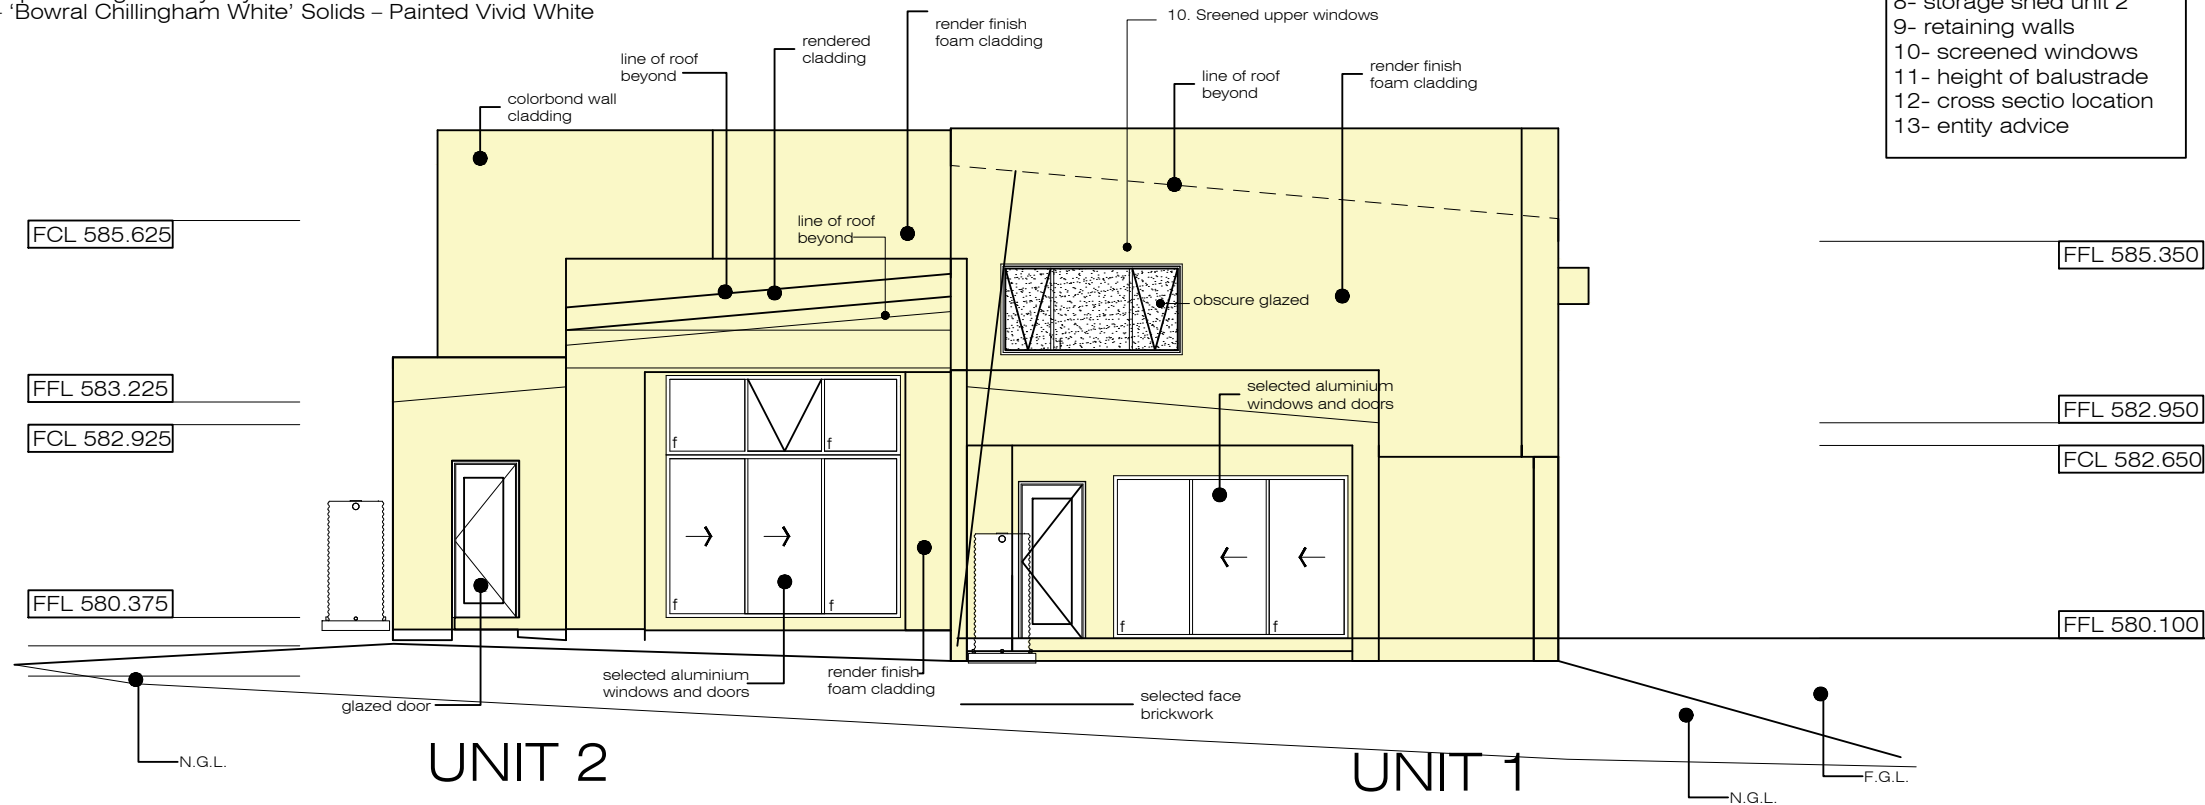 - 'Bowral Chillingham White' Solids – Painted Vivid White
8- storage shed unit 2
9- retaining walls
10- screened windows
11- height of balustrade
12- cross sectio location
13- entity advice
10. Sreened upper windows
render finish
foam cladding
rendered
cladding
line of roof
beyond
colorbond wall
cladding
line of roof
beyond
render finish
foam cladding
line of roof
beyond
obscure glazed
selected aluminium
windows and doors
FCL 585.625
FFL 583.225
FCL 582.925
FFL 580.375
FFL 585.350
FFL 582.950
FCL 582.650
FFL 580.100
f
f
f
f
f
f
f
glazed door
selected aluminium
windows and doors
render finish
foam cladding
selected face
brickwork
N.G.L.
UNIT 2
UNIT 1
F.G.L.
N.G.L.